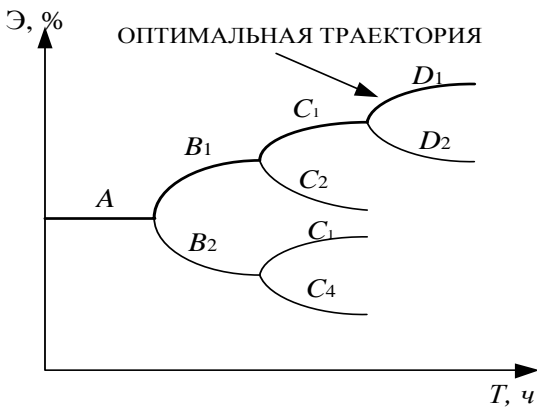 Э, %
ОПТИМАЛЬНАЯ ТРАЕКТОРИЯ
D1
C1
D2
B1
C2
A
C1
B2
C4
T, ч